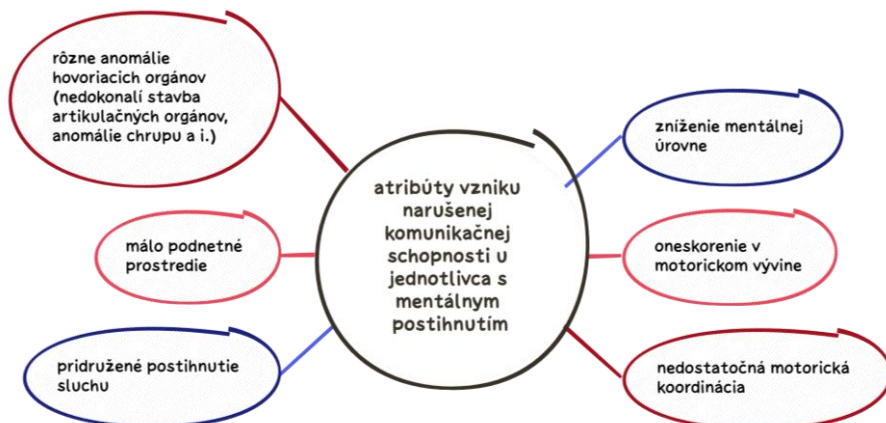 rôzne anomálie
hovoriacich orgánov
(nedokonalí stavba
artikulačných orgánov,
anomálie chrupu a i.)
málo podnetné
prostredie
pridružené postihnutie
sluchu
atribúty vzniku
narušenej
komunikačnej
schopnosti u
jednotlivca s
mentálnym
postihnutím
zníženie mentálnej
úrovne
oneskorenie v
motorickom vývine
nedostatočná motorická
koordinácia